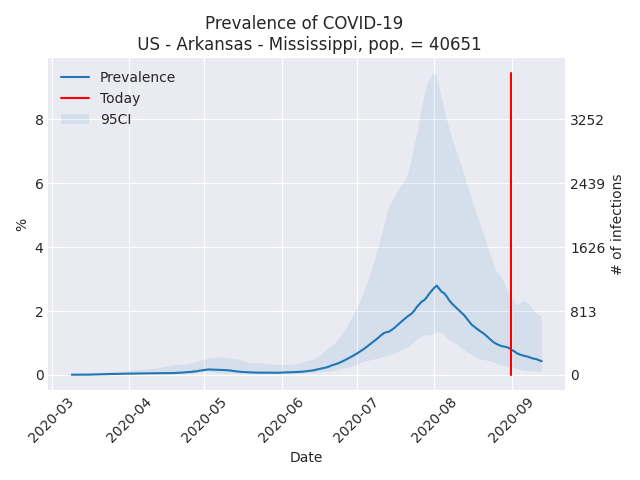 Prevalence of COVID-19
US - Arkansas - Mississippi, pop. = 40651
Prevalence
Today
95CI
8
6
4
2
0
%
3252
2439
1626
813
0
# of infections
2020-03
2020-04
2020-05
2020-06
2020-07
2020-08
2020-09
Date